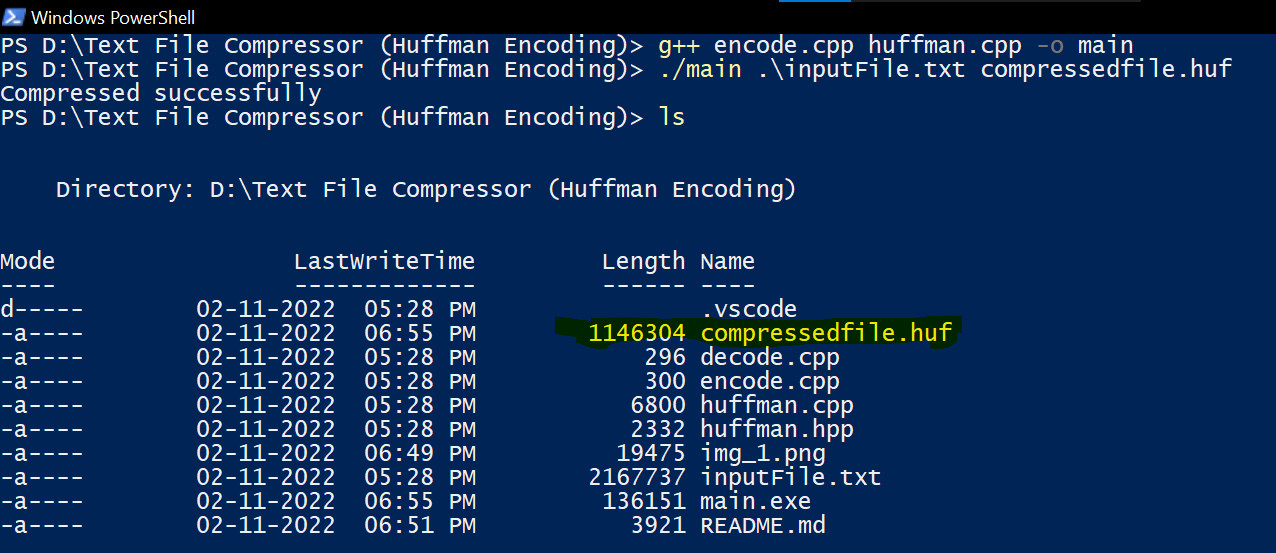 Windows PowerShell
PS D:\Text File Compressor (Huffman Encoding)> g++ encode.cpp huffman.cpp -o main
PS D:\Text File Compressor (Huffman Encoding)> ./main .\inputFile.txt compressedfile.huf
Compressed successfully
PS D:\Text File Compressor (Huffman Encoding)> ls
Directory: D:\Text File Compressor (Huffman Encoding)
Mode LastWriteTime Length Name
---- ------------- ------ ----
d----- 02-11-2022 05:28 PM .vscode
-a---- 02-11-2022 06:55 PM 1146304 compressedfile.huf
-a---- 02-11-2022 05:28 PM 296 decode.cpp
-a---- 02-11-2022 05:28 PM 300 encode.cpp
-a---- 02-11-2022 05:28 PM 6800 huffman.cpp
-a---- 02-11-2022 05:28 PM 2332 huffman.hpp
-a---- 02-11-2022 06:49 PM 19475 img_1.png
-a---- 02-11-2022 05:28 PM 2167737 inputFile.txt
-a---- 02-11-2022 06:55 PM 136151 main.exe
-a---- 02-11-2022 06:51 PM 3921 README.md